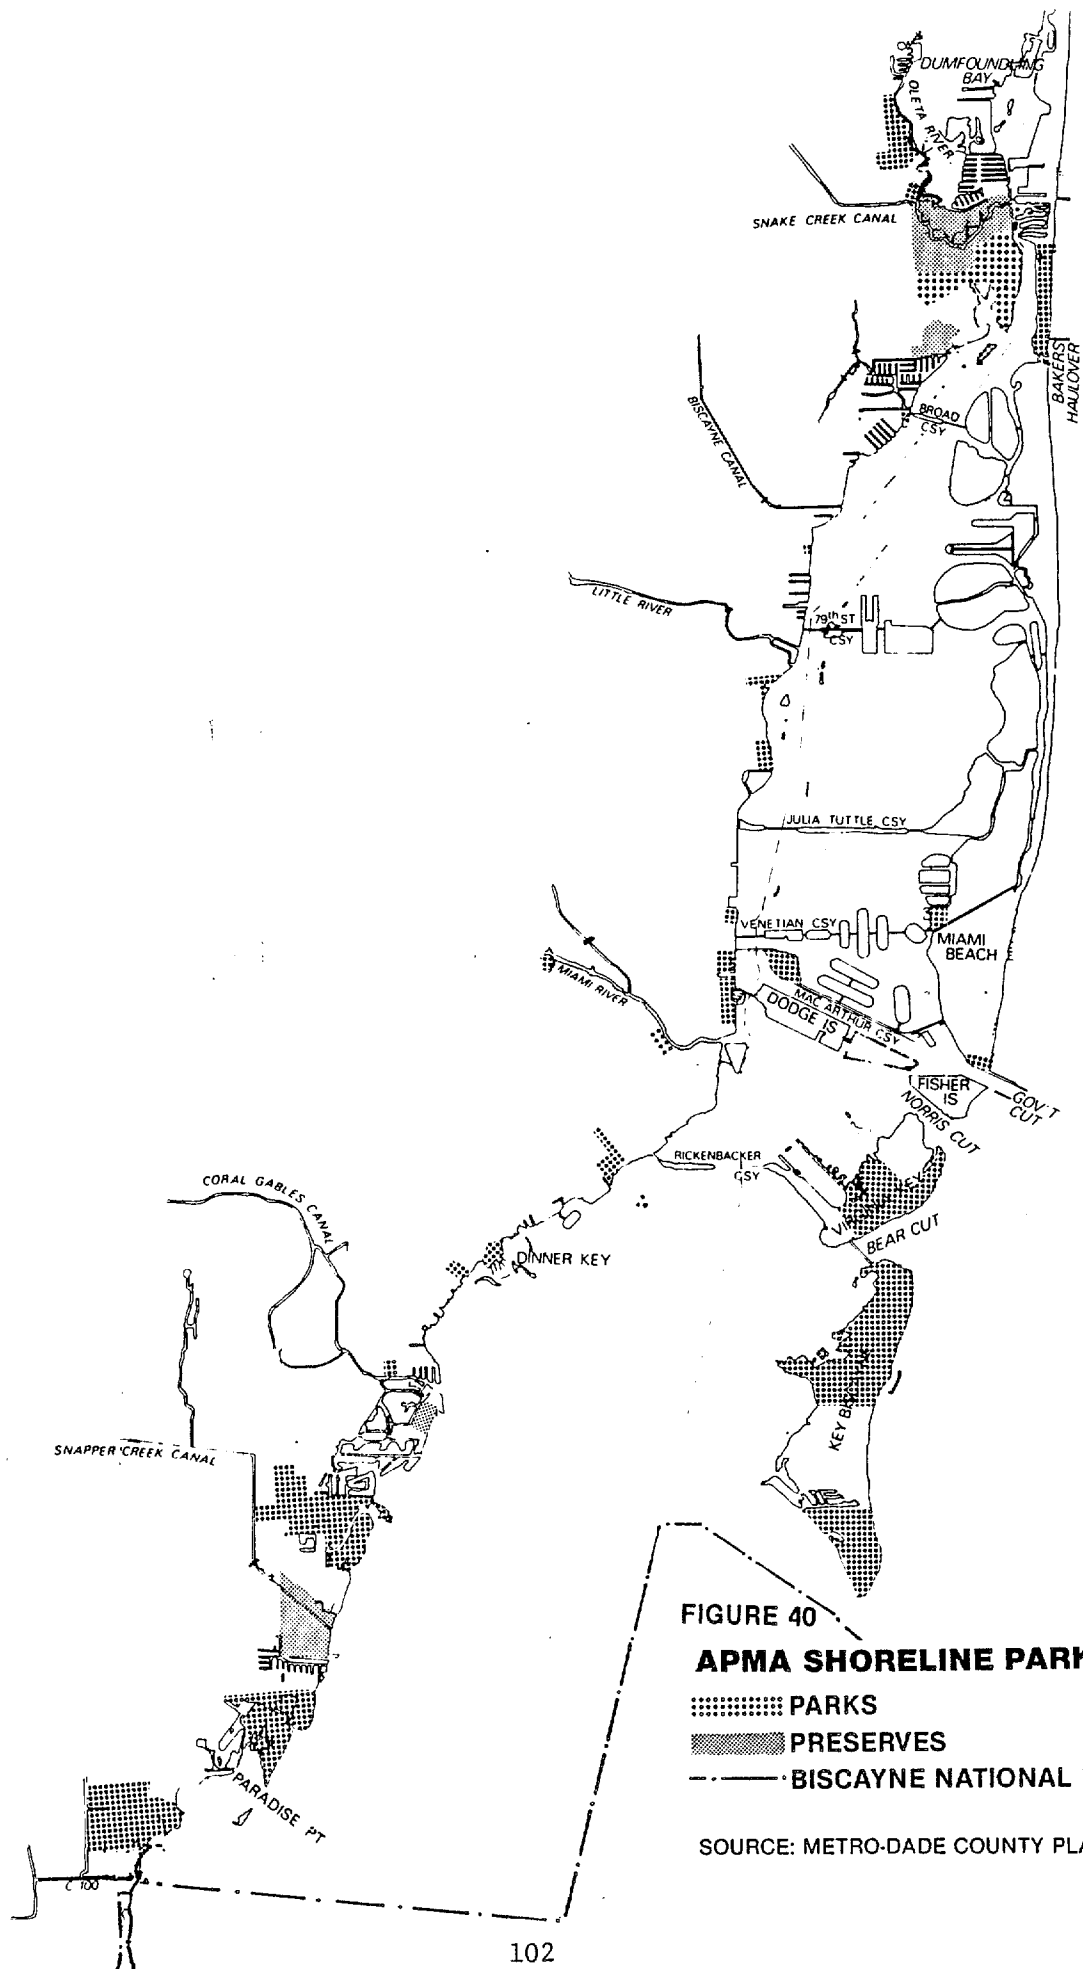 DUMFOUNDLING
BAY
OLETA RIVER
SNAKE CREEK CANAL
BAKERS
HAULOVER
BISCAYNE CANAL
BROAD
CSY
LITTLE RIVER
79th ST
CSY
JULIA TUTTLE CSY
VENETIAN CSY
MIAMI
BEACH
MIAMI RIVER
MAC ARTHUR CSY
DODGE IS
FISHER
IS
GOV'T
CUT
NORRIS CUT
RICKENBACKER
CSY
VIRGINIA KEY
BEAR CUT
CORAL GABLES
CANAL
DINNER KEY
KEY BISCAYNE
SNAPPER CREEK CANAL
PARADISE PT
C 100
FIGURE 40
APMA SHORELINE PARK
PARKS
PRESERVES
BISCAYNE NATIONAL
SOURCE: METRO-DADE COUNTY PLA
102